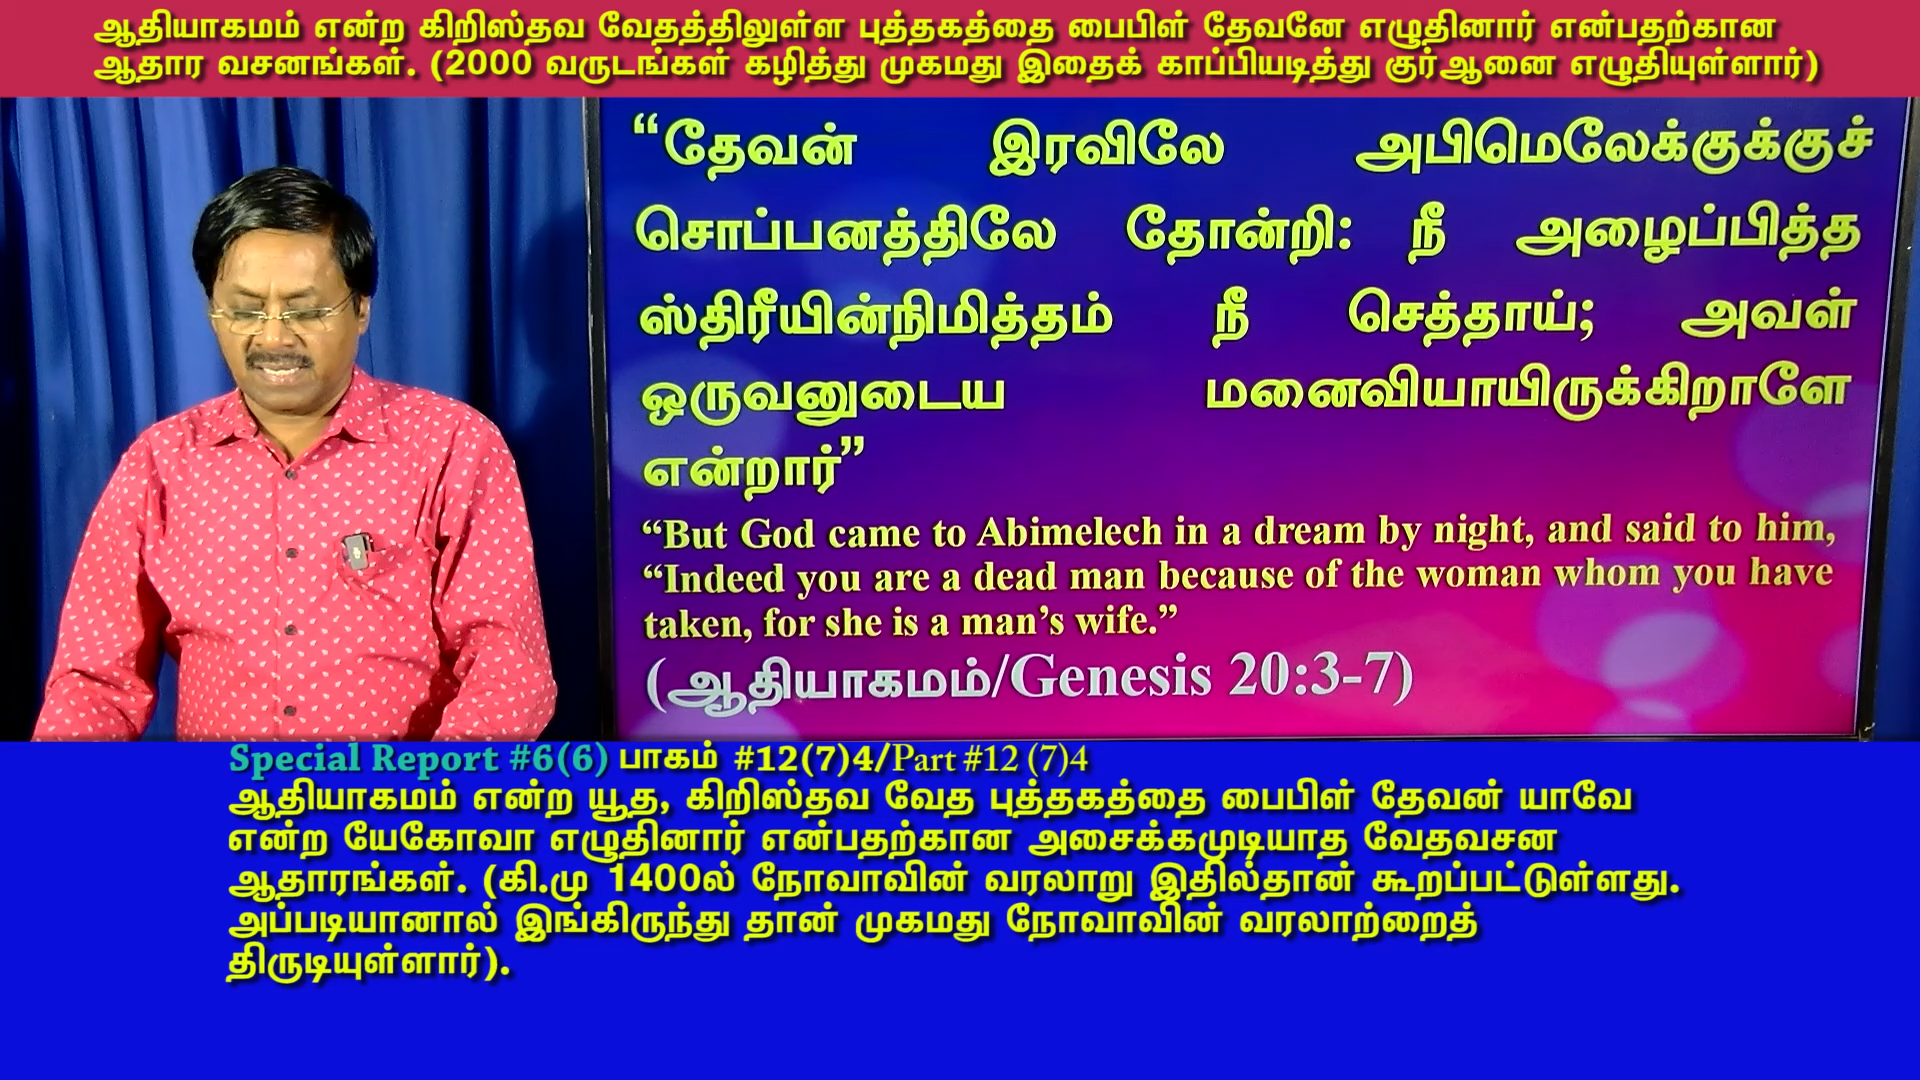 ஆதியாகமம் என்ற கிறிஸ்தவ வேதத்திலுள்ள புத்தகத்தை பைபிள் தேவனே எழுதினார் என்பதற்கான
ஆதார வசனங்கள். (2000 வருடங்கள் கழித்து முகமது இதைக் காப்பியடித்து குர்ஆனை எழுதியுள்ளார்)
“தேவன் இரவிலே அபிமெலேக்குக்குச்
சொப்பனத்திலே தோன்றி: நீ அழைப்பித்த
ஸ்திரீயின்நிமித்தம் நீ செத்தாய்; அவள்
ஒருவனுடைய மனைவியாயிருக்கிறாளே
என்றார்”
“But God came to Abimelech in a dream by night, and said to him,
“Indeed you are a dead man because of the woman whom you have
taken, for she is a man’s wife.”
(ஆதியாகமம்/Genesis 20:3-7)
Special Report #6(6) பாகம் #12(7)4/Part #12 (7)4
ஆதியாகமம் என்ற யூத, கிறிஸ்தவ வேத புத்தகத்தை பைபிள் தேவன் யாவே
என்ற யேகோவா எழுதினார் என்பதற்கான அசைக்கமுடியாத வேதவசன
ஆதாரங்கள். (கி.மு 1400ல் நோவாவின் வரலாறு இதில்தான் கூறப்பட்டுள்ளது.
அப்படியானால் இங்கிருந்து தான் முகமது நோவாவின் வரலாற்றைத்
திருடியுள்ளார்).